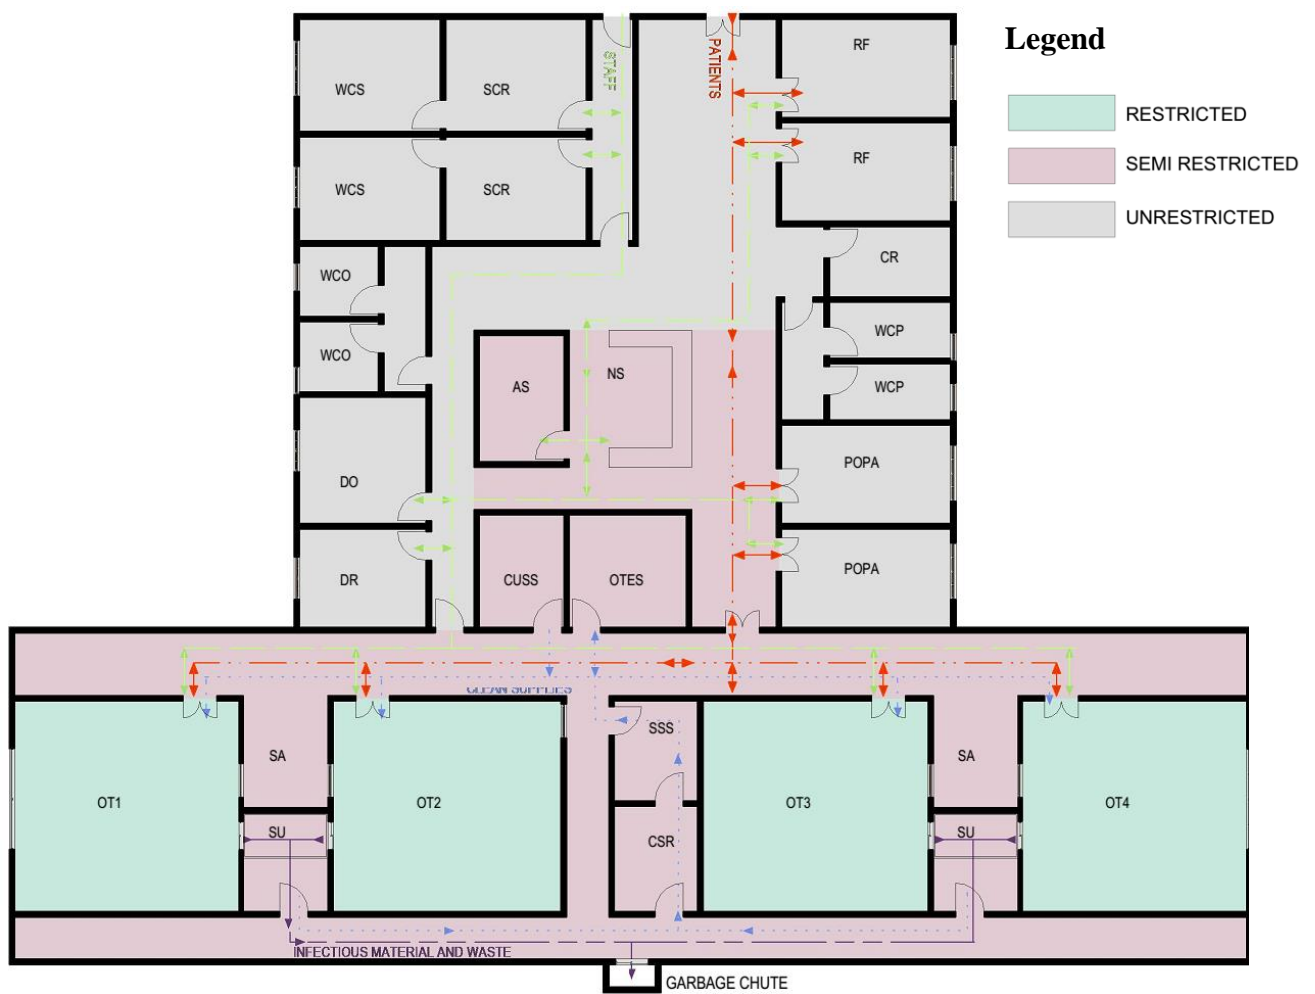 Legend
RESTRICTED
SEMI RESTRICTED
UNRESTRICTED
STAFF
PATIENTS
RF
WCS
SCR
RF
WCS
SCR
CR
WCO
WCP
WCO
NS
AS
WCP
POPA
DO
POPA
DR
CUSS
OTES
CLEAN SUPPLIES
SSS
SA
SA
OT1
OT2
OT3
OT4
SU
SU
CSR
INFECTIOUS MATERIAL AND WASTE
GARBAGE CHUTE